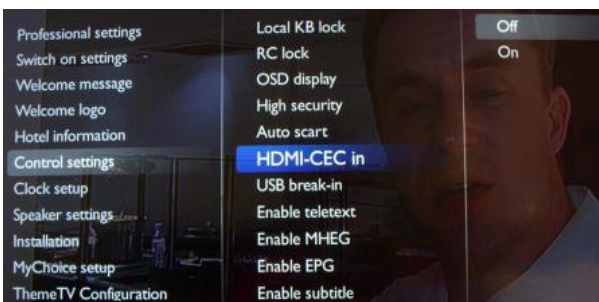 Professional settings
Switch on settings
Welcome message
Welcome logo
Hotel information
Control settings
Clock setup
Speaker settings
Installation
MyChoice setup
ThemeTV Configuration
Local KB lock
RC lock
OSD display
High security
Auto scart
HDMI-CEC in
USB break-in
Enable teletext
Enable MHEG
Enable EPG
Enable subtitle
Off
On